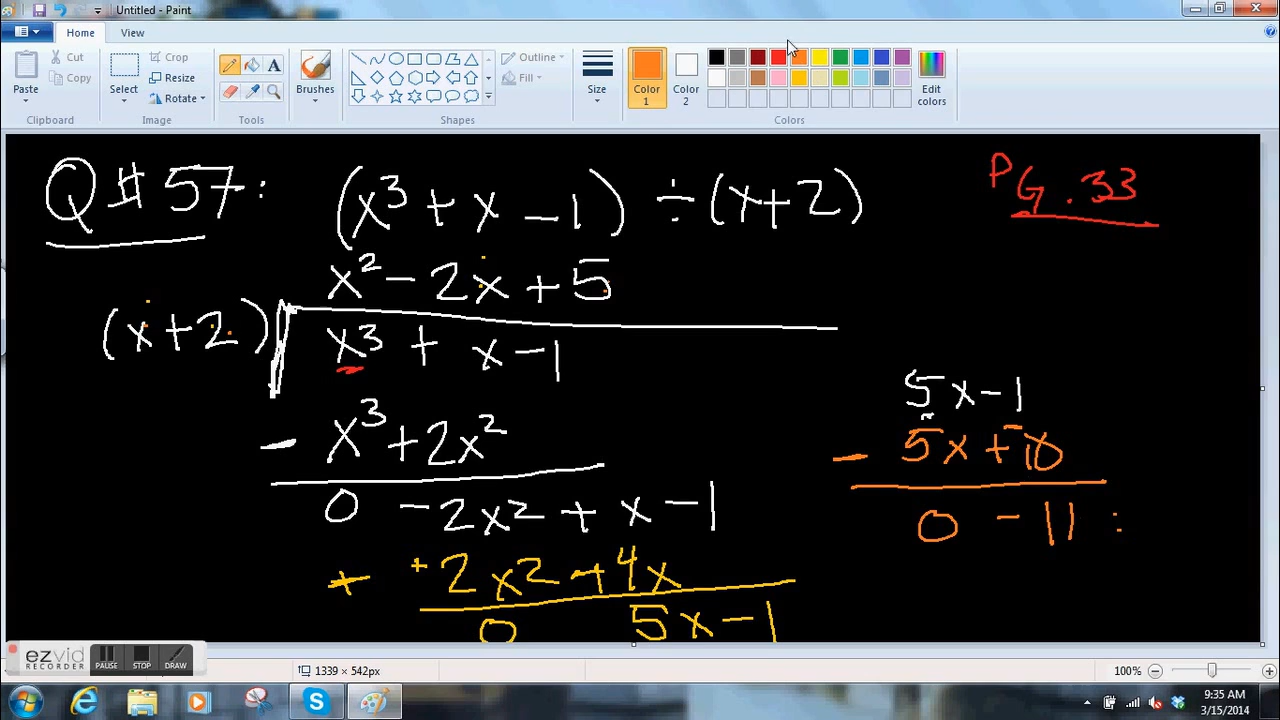 Untitled - Paint
Home View
Cut
Copy
Paste
Crop
Resize
Rotate
Select
Brushes
Outline
Fill
Size
Color 1
Color 2
Edit colors
Clipboard Image Tools Shapes Colors
Q # 57: (x³ + x - 1) ÷ (x + 2)
PG. 33
x² - 2x + 5
(x + 2) x³ + x - 1
- x³ + 2x²
0 - 2x² + x - 1
+ +2x² + 4x
0 5x - 1
5x - 1
- 5x + 10
0 - 11
ezvid
RECORDER
PAUSE STOP DRAW
1339 × 542px
100%
9:35 AM
3/15/2014